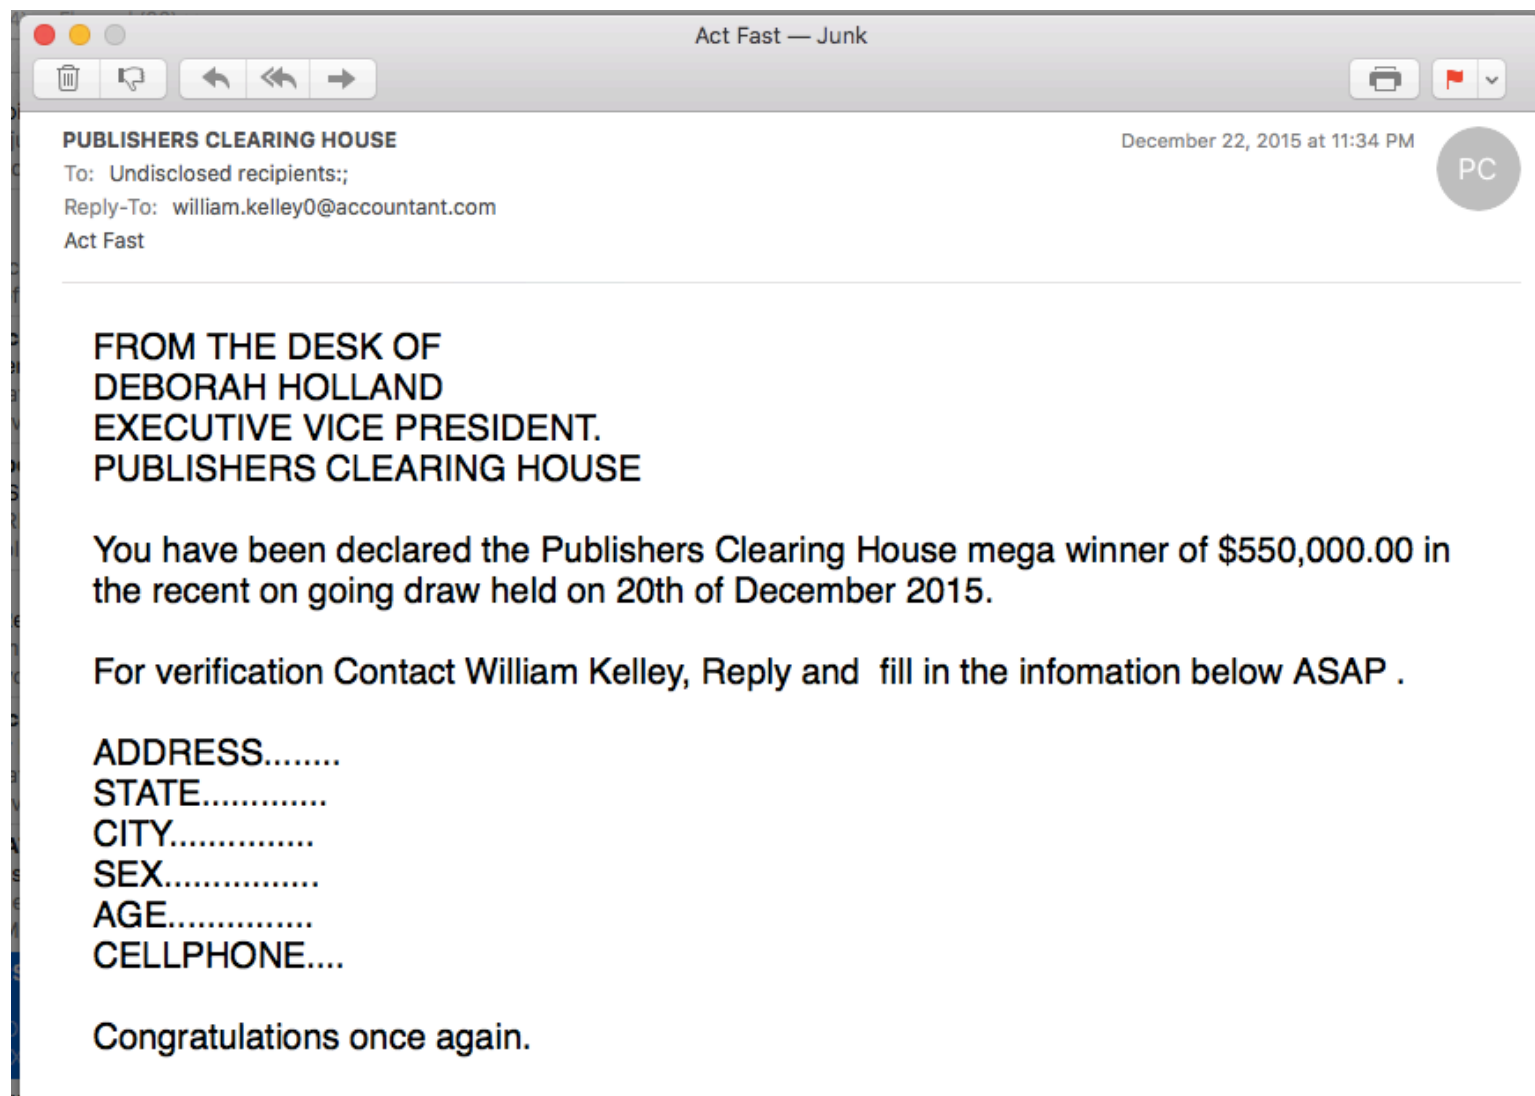 Act Fast — Junk
PUBLISHERS CLEARING HOUSE
December 22, 2015 at 11:34 PM
PC
To: Undisclosed recipients:;
Reply-To: william.kelley0@accountant.com
Act Fast
FROM THE DESK OF
DEBORAH HOLLAND
EXECUTIVE VICE PRESIDENT.
PUBLISHERS CLEARING HOUSE
You have been declared the Publishers Clearing House mega winner of $550,000.00 in
the recent on going draw held on 20th of December 2015.
For verification Contact William Kelley, Reply and  fill in the infomation below ASAP .
ADDRESS........
STATE.............
CITY...............
SEX................
AGE...............
CELLPHONE....
Congratulations once again.